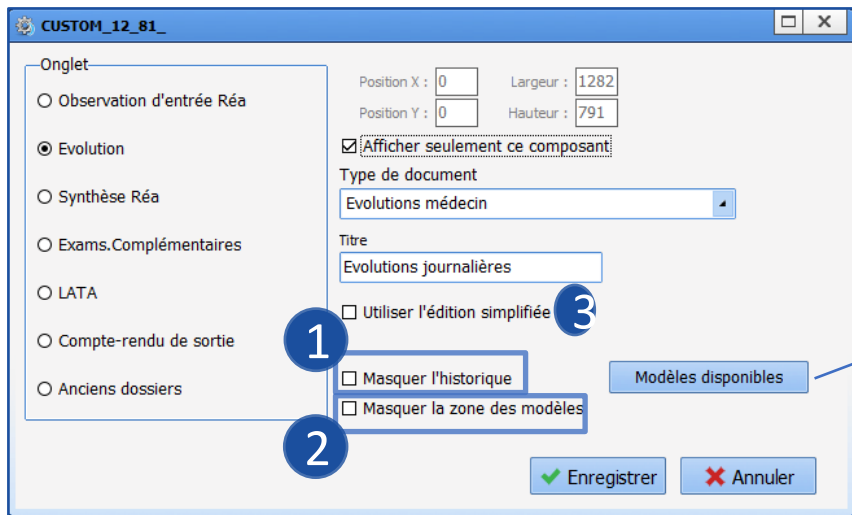 CUSTOM_12_81_
Onglet
Observation d'entrée Réa
Evolution
Synthèse Réa
Exams.Complémentaires
LATA
Compte-rendu de sortie
Anciens dossiers
Position X : 0 Largeur : 1282
Position Y : 0 Hauteur : 791
Afficher seulement ce composant
Type de document
Evolutions médecin
Titre
Evolutions journalières
Utiliser l'édition simplifiée 3
1
Masquer l'historique Modèles disponibles
Masquer la zone des modèles
2
Enregistrer Annuler